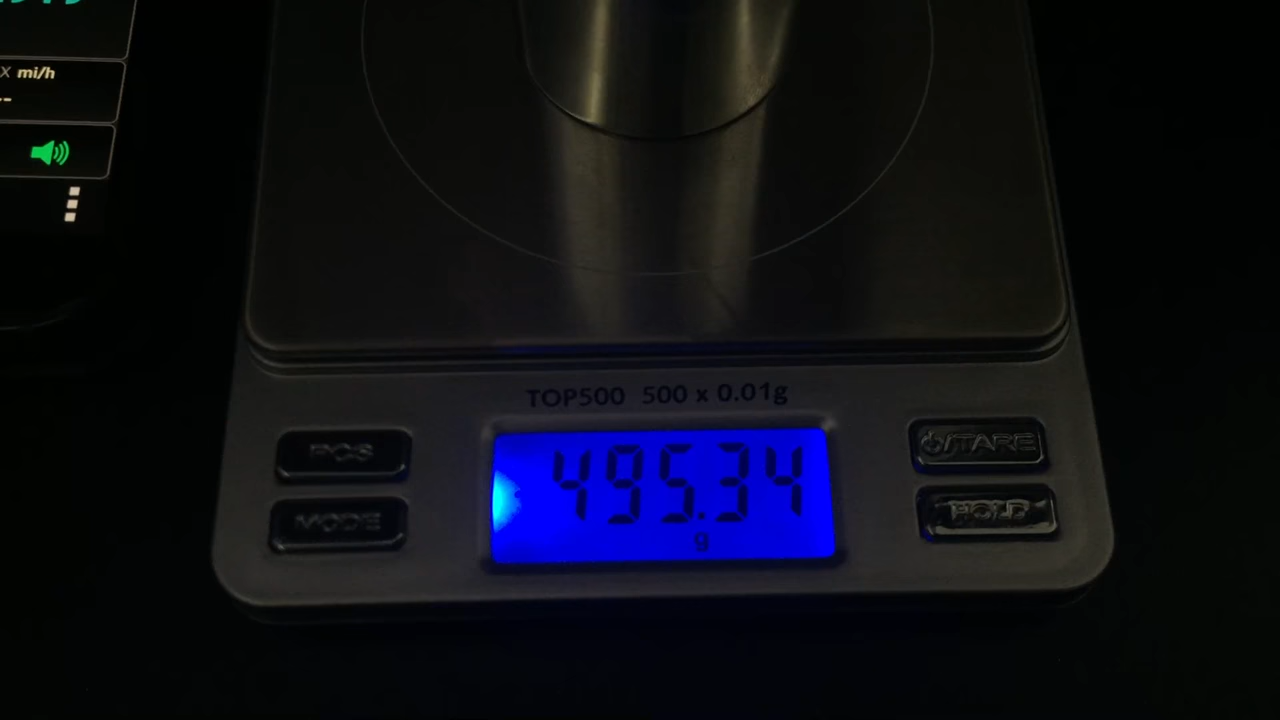 X mi/h
--
TOP500 500 x 0.01g
PCS
495.34
g
⏻/TARE
MODE
HOLD